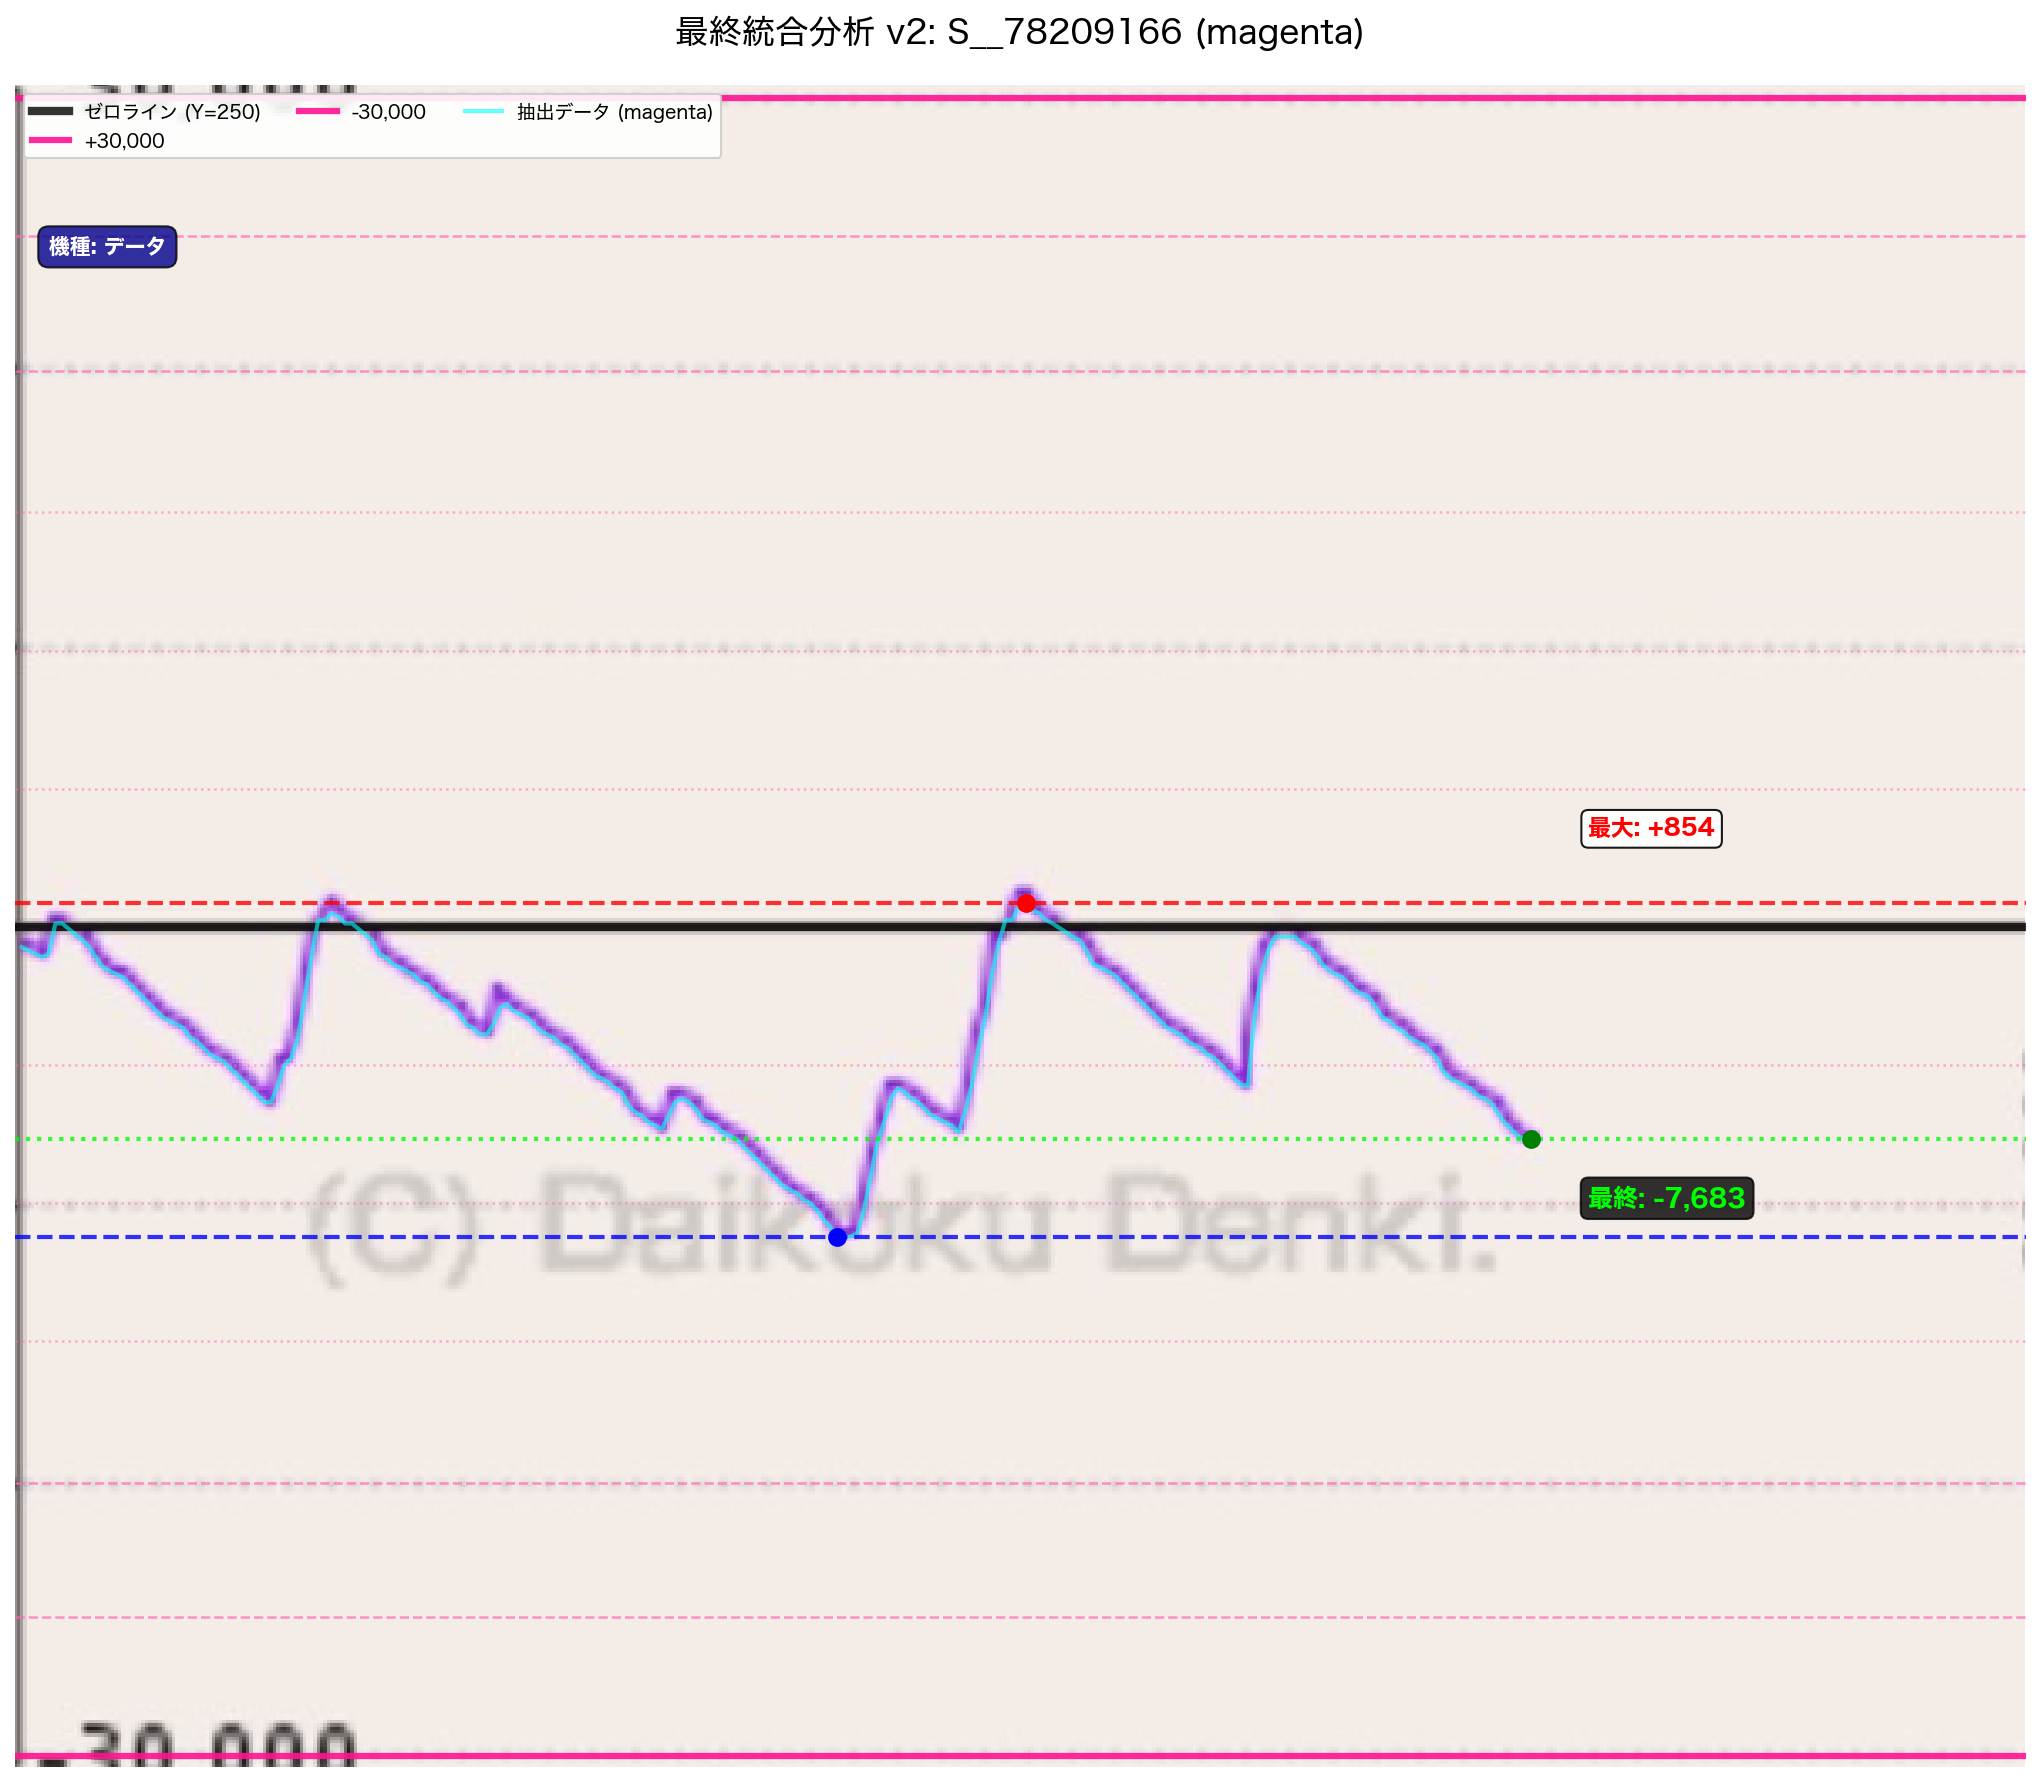 最終統合分析 v2: S__78209166 (magenta)
ゼロライン (Y=250)
-30,000
抽出データ (magenta)
+30,000
機種: データ
最大: +854
最終: -7,683
(C) Daikoku Denki.
-30,000